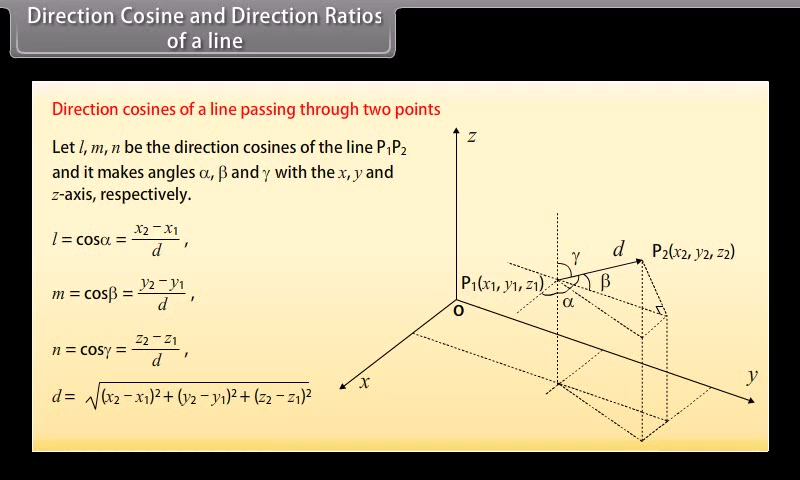 Direction Cosine and Direction Ratios
of a line
Direction cosines of a line passing through two points
Let l, m, n be the direction cosines of the line P₁P₂
and it makes angles α, β and γ with the x, y and
z-axis, respectively.
l = cosα = (x₂ − x₁)/d ,
m = cosβ = (y₂ − y₁)/d ,
n = cosγ = (z₂ − z₁)/d ,
d = √(x₂ − x₁)² + (y₂ − y₁)² + (z₂ − z₁)²
z
γ
d
P₂(x₂, y₂, z₂)
P₁(x₁, y₁, z₁)
β
α
O
x
y